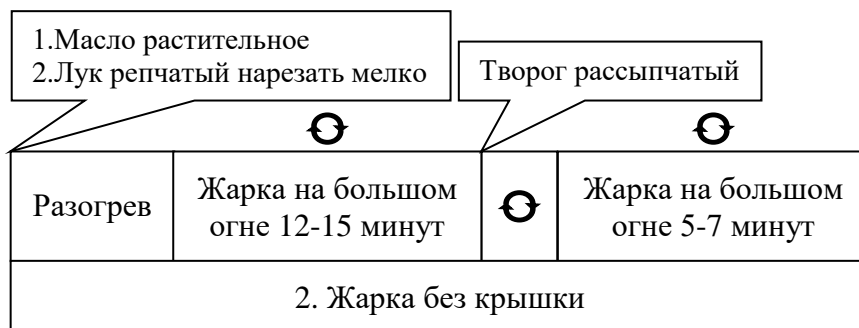 1.Масло растительное
2.Лук репчатый нарезать мелко
Творог рассыпчатый
Разогрев
Жарка на большом
огне 12-15 минут
Жарка на большом
огне 5-7 минут
2. Жарка без крышки